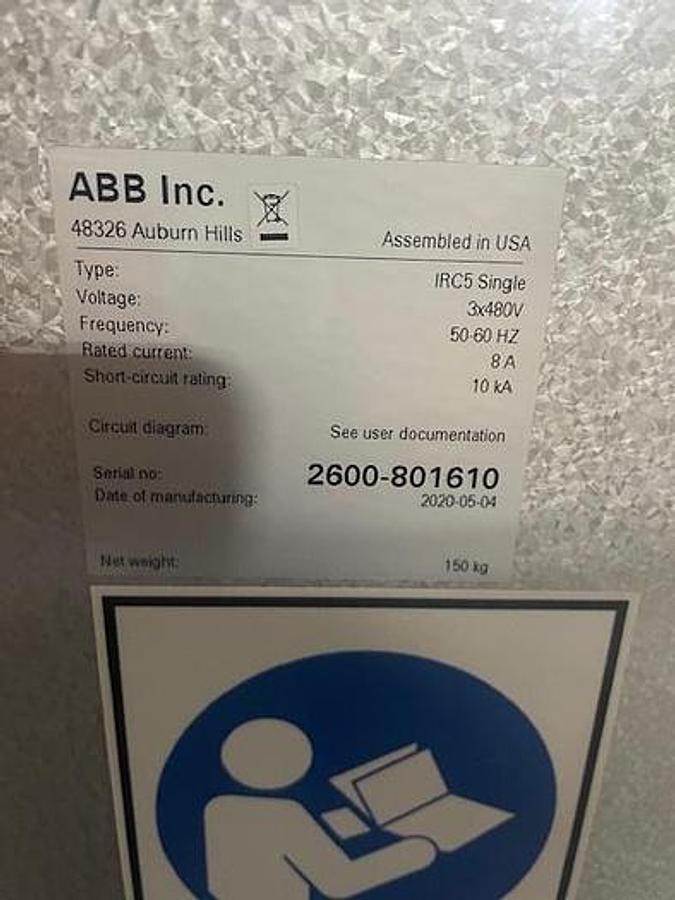 ABB Inc.
48326 Auburn Hills
Assembled in USA
Type: IRC5 Single
Voltage: 3x480V
Frequency: 50-60 HZ
Rated current: 8 A
Short-circuit rating: 10 kA
Circuit diagram: See user documentation
Serial no: 2600-801610
Date of manufacturing: 2020-05-04
Net weight: 150 kg